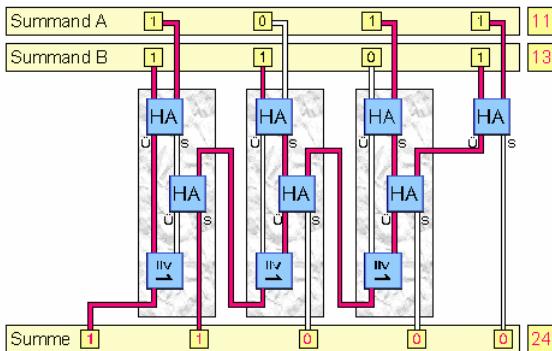 Summand A 1 0 1 1 11
Summand B 1 1 0 1 13
HA HA HA HA
Ü S Ü S Ü S Ü S
HA HA HA
Ü S Ü S Ü S
≥1 ≥1 ≥1
Summe 1 1 0 0 0 24